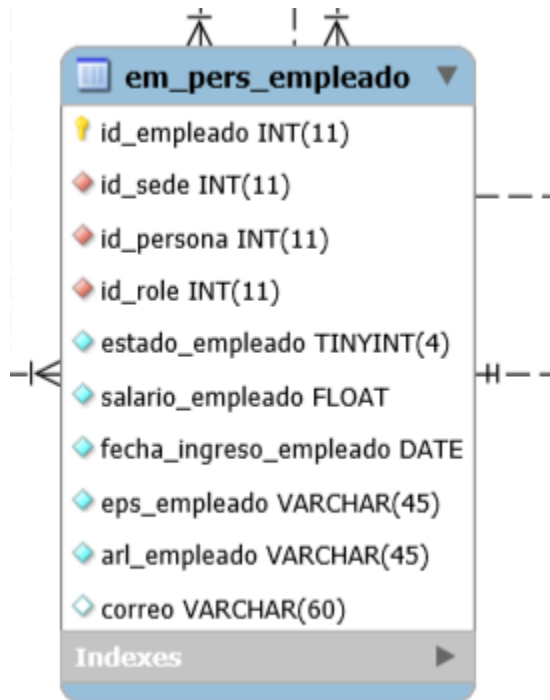 em_pers_empleado
id_empleado INT(11)
id_sede INT(11)
id_persona INT(11)
id_role INT(11)
estado_empleado TINYINT(4)
salario_empleado FLOAT
fecha_ingreso_empleado DATE
eps_empleado VARCHAR(45)
arl_empleado VARCHAR(45)
correo VARCHAR(60)
Indexes